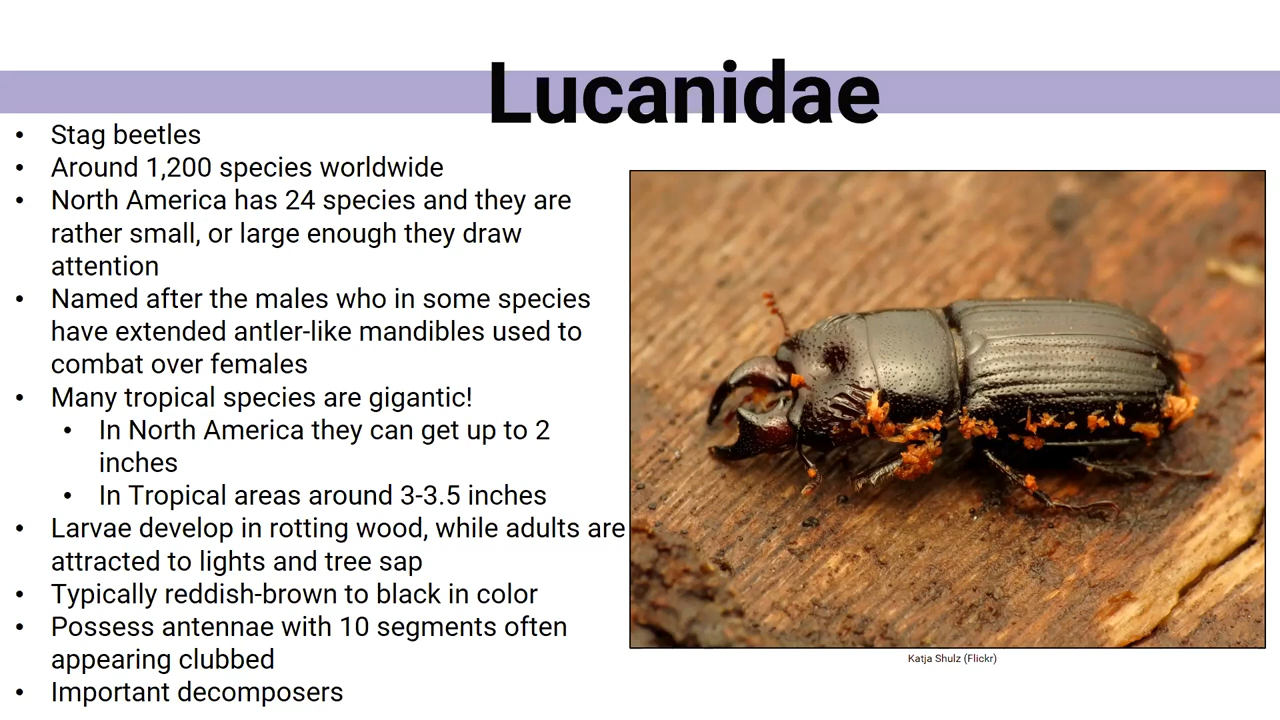 Lucanidae
• Stag beetles
• Around 1,200 species worldwide
• North America has 24 species and they are
rather small, or large enough they draw
attention
• Named after the males who in some species
have extended antler-like mandibles used to
combat over females
• Many tropical species are gigantic!
• In North America they can get up to 2
inches
• In Tropical areas around 3-3.5 inches
• Larvae develop in rotting wood, while adults are
attracted to lights and tree sap
• Typically reddish-brown to black in color
• Possess antennae with 10 segments often
appearing clubbed
• Important decomposers
Katja Shulz (Flickr)